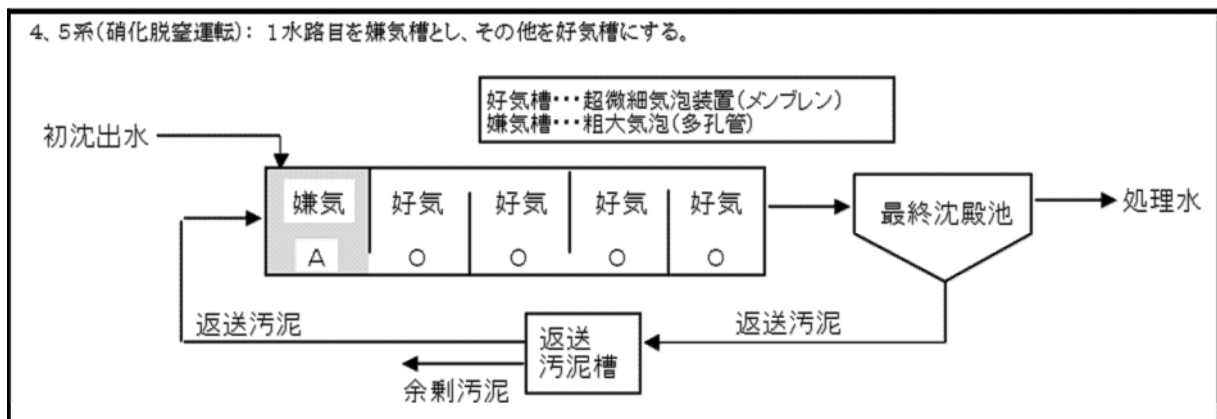 4、5系(硝化脱窒運転): 1水路目を嫌気槽とし、その他を好気槽にする。
好気槽･･･超微細気泡装置(メンブレン)
嫌気槽･･･粗大気泡(多孔管)
初沈出水
嫌気 好気 好気 好気 好気
A O O O O
最終沈殿池
処理水
返送汚泥
返送汚泥
返送
汚泥槽
余剰汚泥